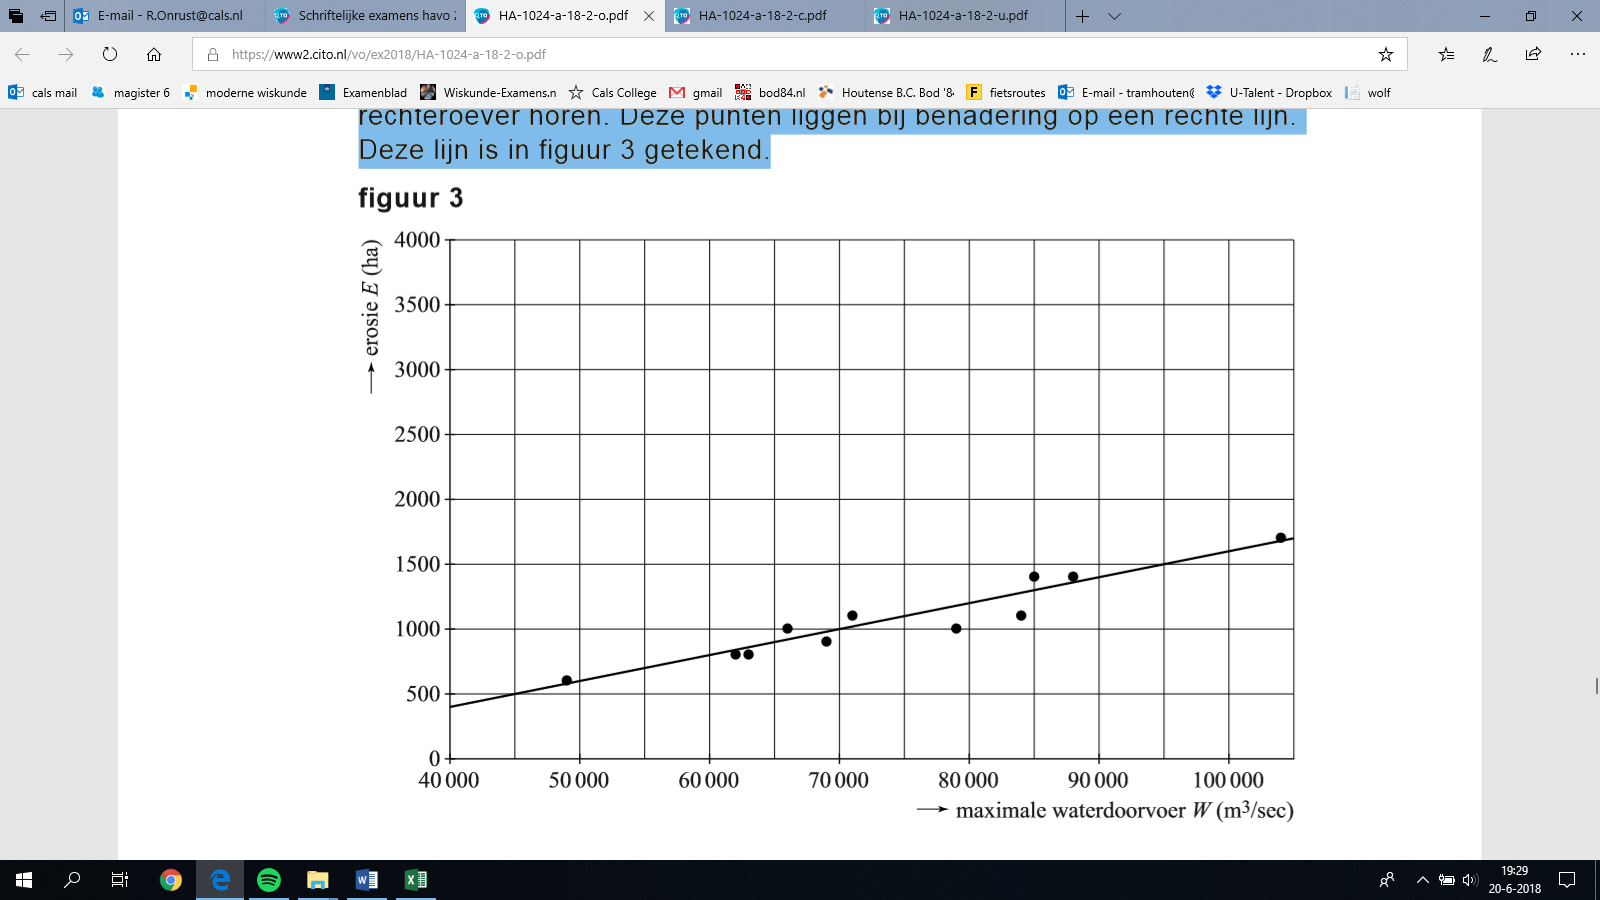 E-mail - R.Onrust@cals.nl
Schriftelijke examens havo 2
HA-1024-a-18-2-o.pdf
HA-1024-a-18-2-c.pdf
HA-1024-a-18-2-u.pdf
https://www2.cito.nl/vo/ex2018/HA-1024-a-18-2-o.pdf
cals mail
magister 6
moderne wiskunde
Examenblad
Wiskunde-Examens.n
Cals College
gmail
bod84.nl
Houtense B.C. Bod '8
fietsroutes
E-mail - tramhouten@
U-Talent - Dropbox
wolf
rechteroever horen. Deze punten liggen bij benadering op een rechte lijn.
Deze lijn is in figuur 3 getekend.
figuur 3
erosie E (ha)
4000
3500
3000
2500
2000
1500
1000
500
0
40 000
50 000
60 000
70 000
80 000
90 000
100 000
maximale waterdoorvoer W (m³/sec)
19:29
20-6-2018